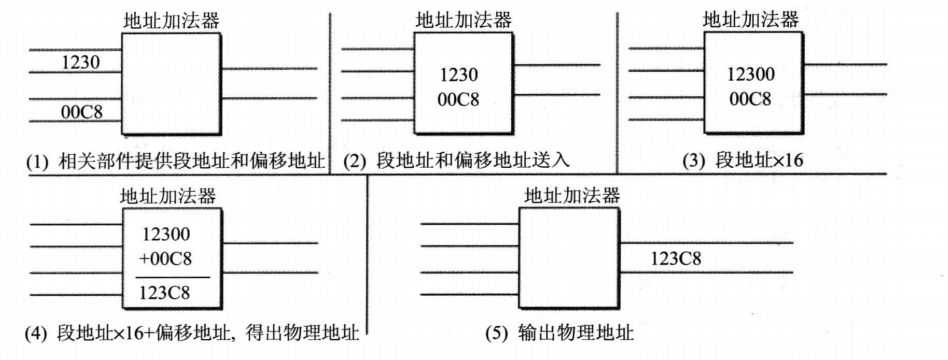 地址加法器
1230
00C8
(1) 相关部件提供段地址和偏移地址
地址加法器
1230
00C8
(2) 段地址和偏移地址送入
地址加法器
12300
00C8
(3) 段地址×16
地址加法器
12300
+00C8
123C8
(4) 段地址×16+偏移地址, 得出物理地址
地址加法器
123C8
(5) 输出物理地址